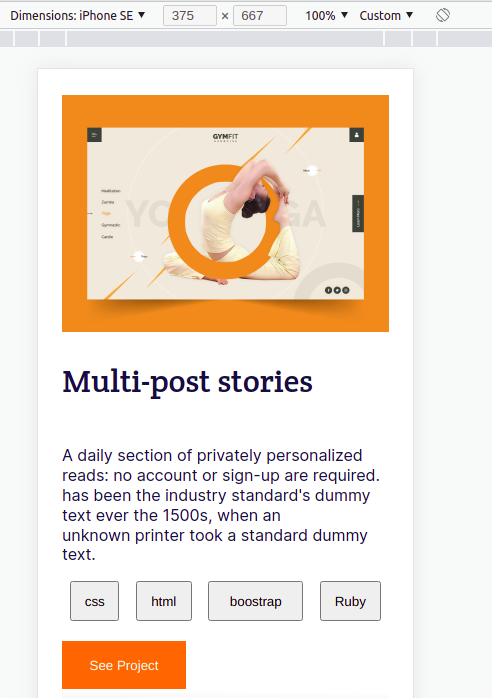 Dimensions: iPhone SE ▼ 375 × 667 100% ▼ Custom ▼
GYMFIT
Meditation
Zumba
Yoga
Gymnastic
Cardio
YO GA
Multi-post stories
A daily section of privately personalized
reads: no account or sign-up are required.
has been the industry standard's dummy
text ever the 1500s, when an
unknown printer took a standard dummy
text.
css html boostrap Ruby
See Project